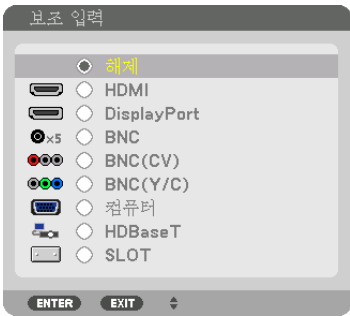 보조 입력
해제
HDMI
DisplayPort
×5 BNC
BNC(CV)
BNC(Y/C)
컴퓨터
HDBaseT
SLOT
ENTER EXIT